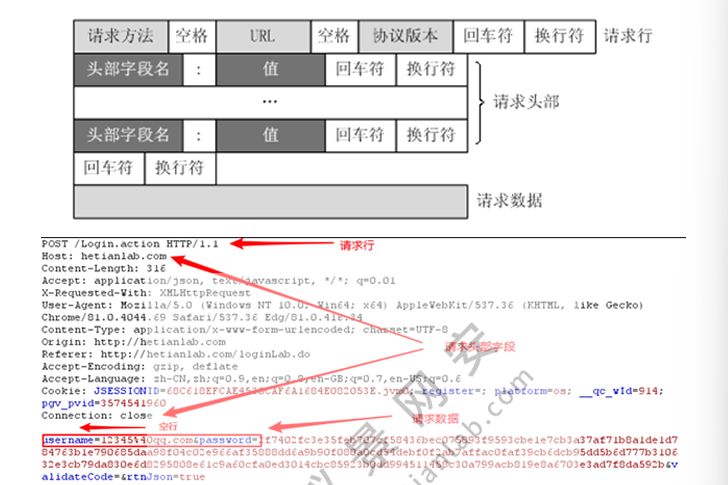 请求方法 空格 URL 空格 协议版本 回车符 换行符 请求行
头部字段名 : 值 回车符 换行符
...
请求头部
头部字段名 : 值 回车符 换行符
回车符 换行符
请求数据
POST /Login.action HTTP/1.1 请求行
Host: hetianlab.com
Content-Length: 316
Accept: application/json, text/javascript, */*; q=0.01
X-Requested-With: XMLHttpRequest
User-Agent: Mozilla/5.0 (Windows NT 10.0; Win64; x64) AppleWebKit/537.36 (KHTML, like Gecko)
Chrome/81.0.4044.69 Safari/537.36 Edg/81.0.416.34
Content-Type: application/x-www-form-urlencoded; charset=UTF-8
Origin: http://hetianlab.com
请求头部字段
Referer: http://hetianlab.com/loginLab.do
Accept-Encoding: gzip, deflate
Accept-Language: zh-CN,zh;q=0.9,en;q=0.8,en-GB;q=0.7,en-US;q=0.6
Cookie: JSESSIONID=68C618EFCAE4538CAF6A1684E082053E.jvm0; register=; platform=os; __qc_wId=914;
pgv_pvid=3574541960
Connection: close
空行 请求数据
username=12345%40qq.com&password=
32e3cb79da830e6d8295808e61c9a60cfa0ed3014cbc85923b0dd994511458c30a799acb819e8a6703e3ad7f8da592b&v
alidateCode=&rtnJson=true
景网安